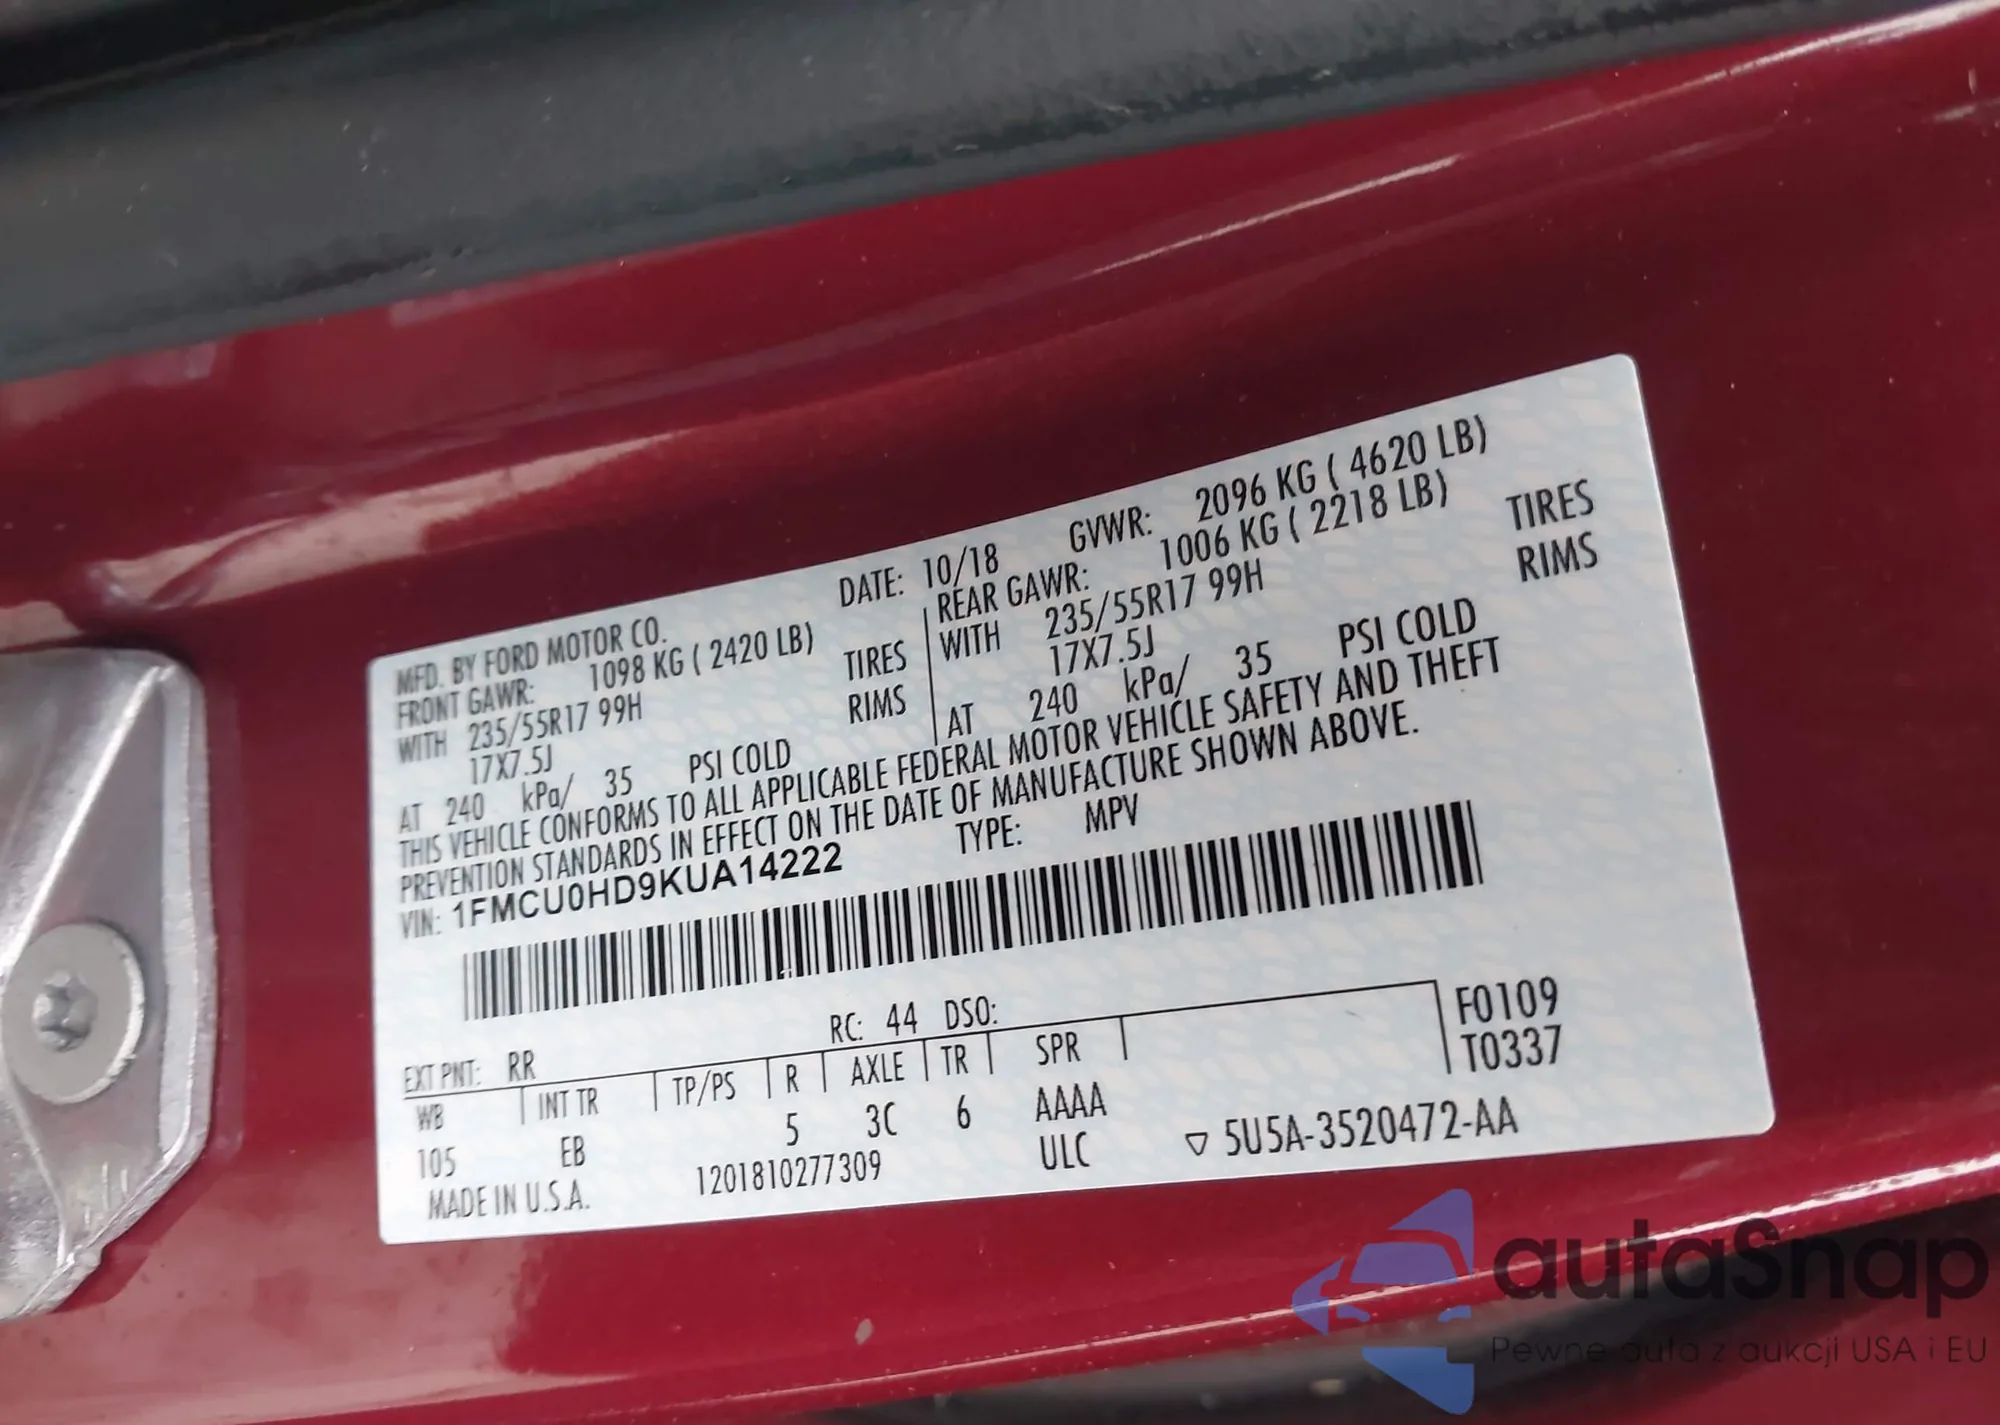 MFD. BY FORD MOTOR CO. DATE: 10/18 GVWR: 2096 KG ( 4620 LB)
FRONT GAWR: 1098 KG ( 2420 LB) REAR GAWR: 1006 KG ( 2218 LB)
WITH 235/55R17 99H TIRES WITH 235/55R17 99H TIRES
17X7.5J RIMS 17X7.5J RIMS
AT 240 kPa/ 35 PSI COLD AT 240 kPa/ 35 PSI COLD
THIS VEHICLE CONFORMS TO ALL APPLICABLE FEDERAL MOTOR VEHICLE SAFETY AND THEFT
PREVENTION STANDARDS IN EFFECT ON THE DATE OF MANUFACTURE SHOWN ABOVE.
VIN: 1FMCU0HD9KUA14222 TYPE: MPV
EXT PNT: RR RC: 44 DSO: F0109
WB INT TR TP/PS R AXLE TR SPR T0337
105 EB 5 3C 6 AAAA
MADE IN U.S.A. 1201810277309 ULC 5U5A-3520472-AA
autaSnap
Pewne auta z aukcji USA i EU